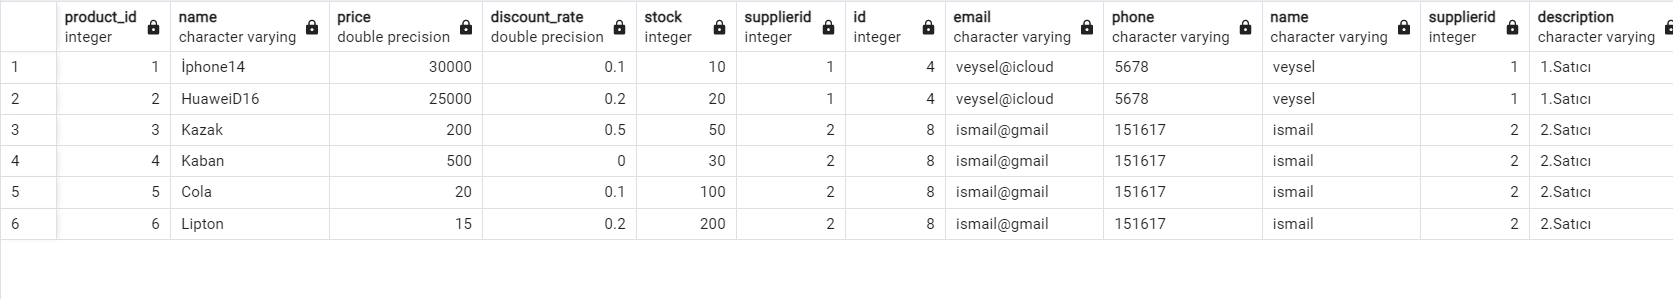 product_id name price discount_rate stock supplierid id email phone name supplierid description
integer character varying double precision double precision integer integer integer character varying character varying character varying integer character varying
1 1 İphone14 30000 0.1 10 1 4 veysel@icloud 5678 veysel 1 1.Satıcı
2 2 HuaweiD16 25000 0.2 20 1 4 veysel@icloud 5678 veysel 1 1.Satıcı
3 3 Kazak 200 0.5 50 2 8 ismail@gmail 151617 ismail 2 2.Satıcı
4 4 Kaban 500 0 30 2 8 ismail@gmail 151617 ismail 2 2.Satıcı
5 5 Cola 20 0.1 100 2 8 ismail@gmail 151617 ismail 2 2.Satıcı
6 6 Lipton 15 0.2 200 2 8 ismail@gmail 151617 ismail 2 2.Satıcı